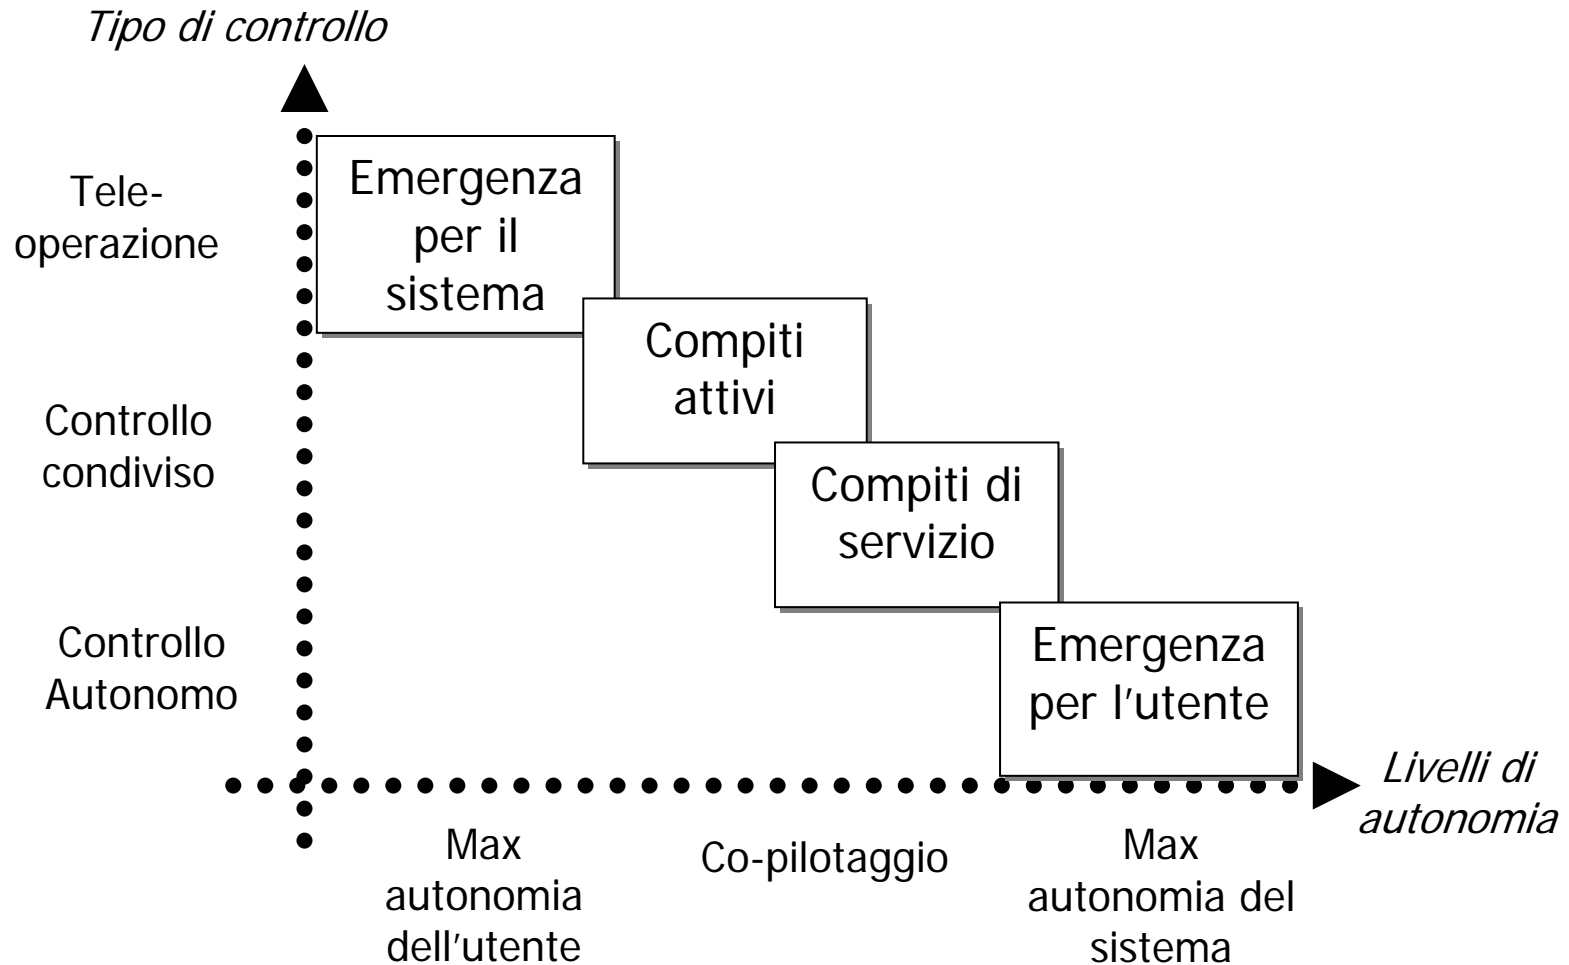 Tipo di controllo
Tele-
operazione
Emergenza
per il
sistema
Compiti
attivi
Controllo
condiviso
Compiti di
servizio
Controllo
Autonomo
Emergenza
per l'utente
Livelli di
autonomia
Max
autonomia
dell'utente
Co-pilotaggio
Max
autonomia del
sistema